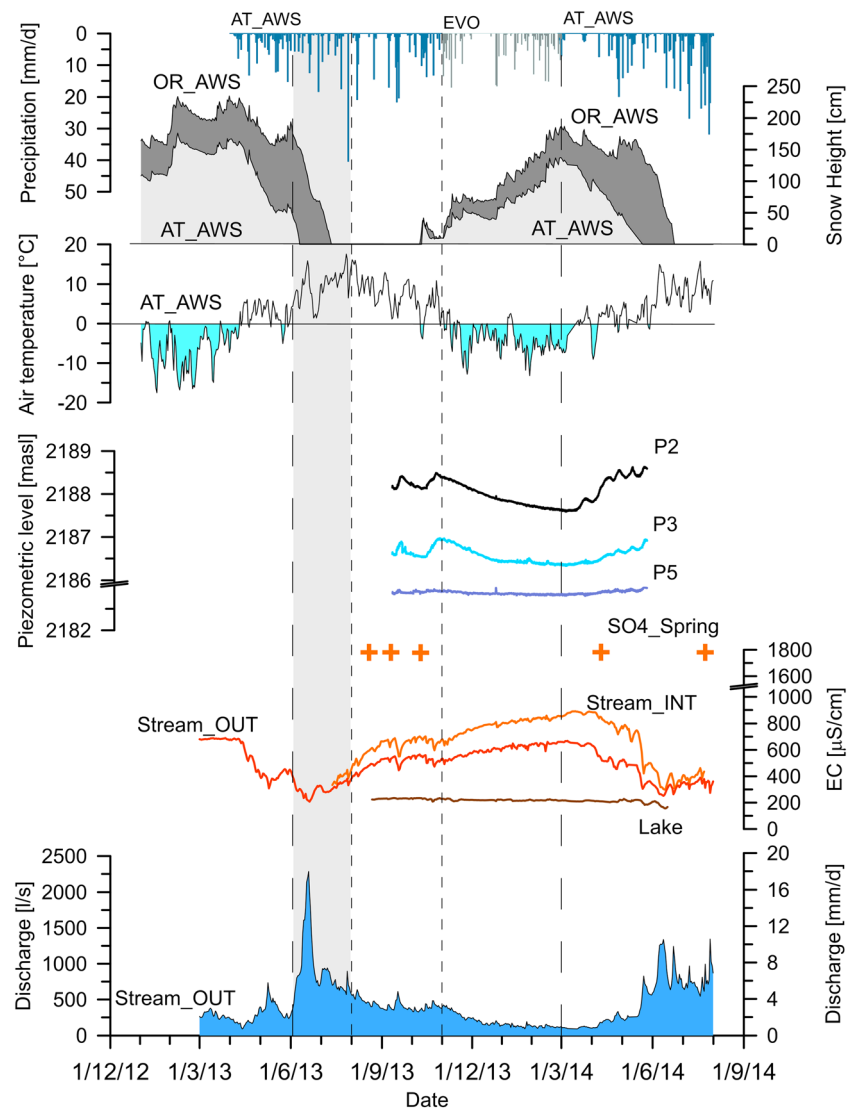 AT_AWS EVO AT_AWS
Precipitation [mm/d]
0
10
20
30
40
50
OR_AWS
OR_AWS
AT_AWS
AT_AWS
Snow Height [cm]
250
200
150
100
50
0
Air temperature [°C]
20
10
0
-10
-20
AT_AWS
Piezometric level [masl]
2189
2188
2187
2186
2182
P2
P3
P5
SO4_Spring
Stream_OUT
Stream_INT
Lake
EC [µS/cm]
1800
1600
1000
800
600
400
200
0
Discharge [l/s]
2500
2000
1500
1000
500
0
Stream_OUT
Discharge [mm/d]
20
16
12
8
4
0
1/12/12 1/3/13 1/6/13 1/9/13 1/12/13 1/3/14 1/6/14 1/9/14
Date